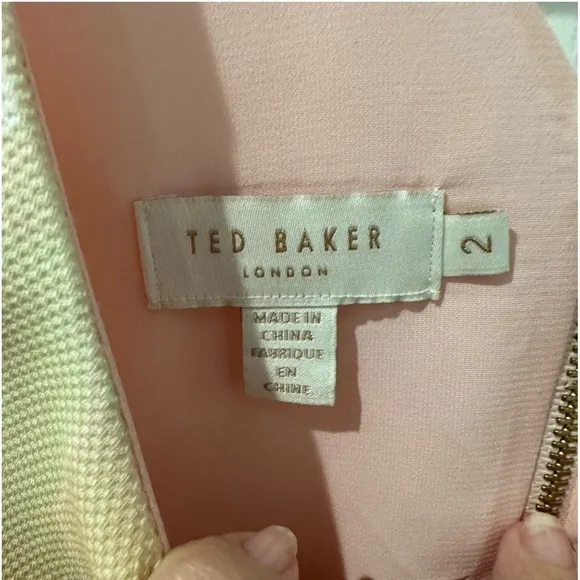 TED BAKER
LONDON
2
MADE IN
CHINA
FABRIQUE
EN
CHINE